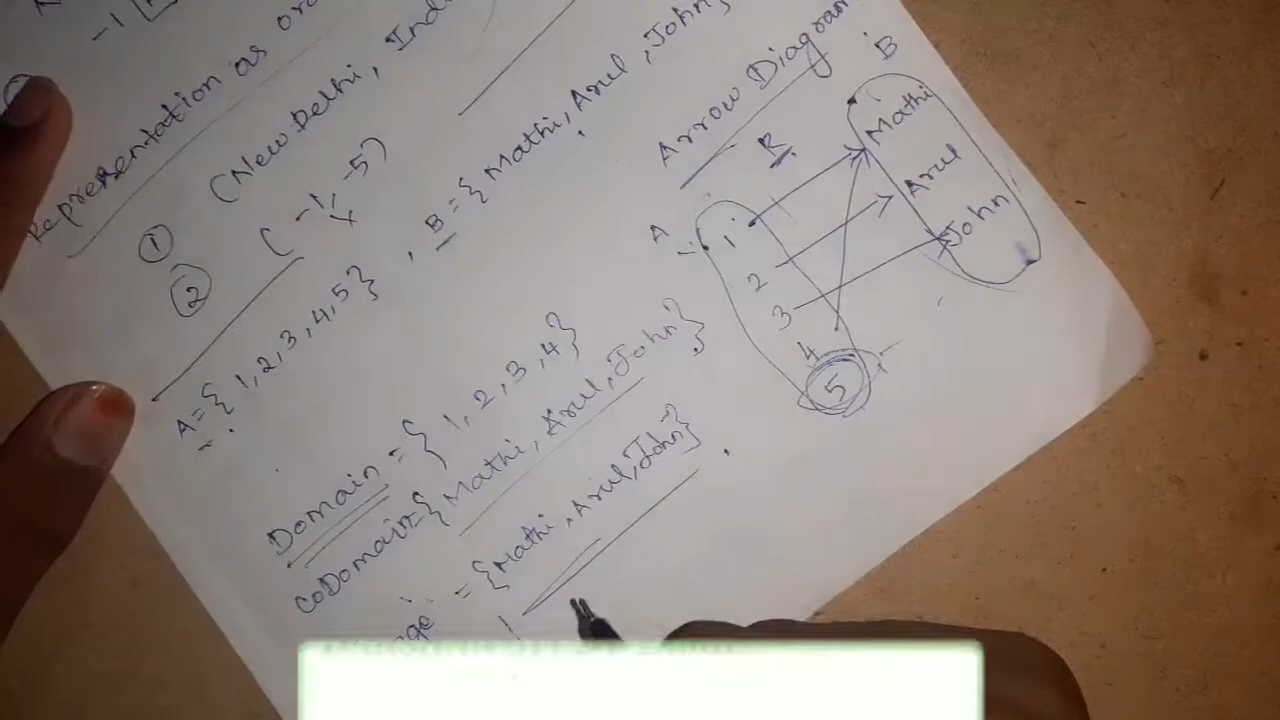 -1
Representation as
① (New Delhi, Ind
② (-1, -5)
A = { 1, 2, 3, 4, 5 } , B = { Mathi, Arul, John }
Arrow Diagram
A R B
1 Mathi
2 Arul
3 John
4
5
Domain = { 1, 2, 3, 4 }
CoDomain = { Mathi, Arul, John }
= { Mathi, Arul, John }